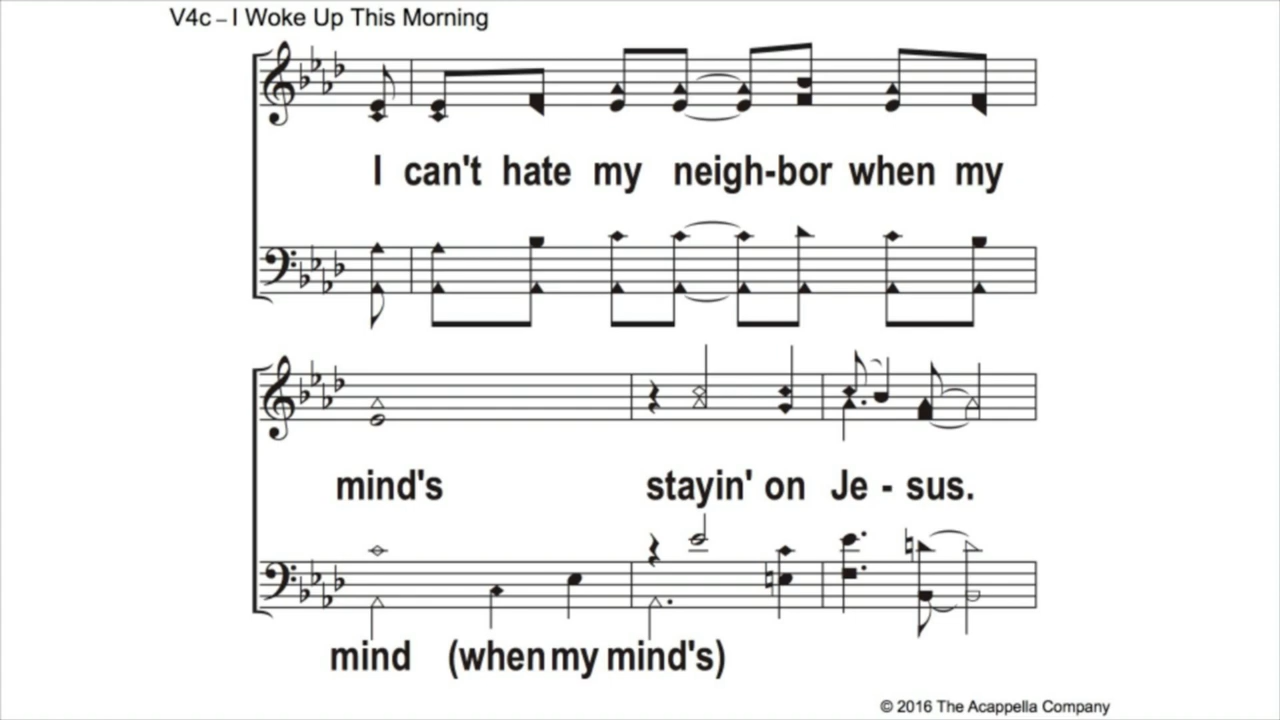 V4c – I Woke Up This Morning
I can't hate my neigh-bor when my
mind's stayin' on Je - sus.
mind (when my mind's)
© 2016 The Acappella Company